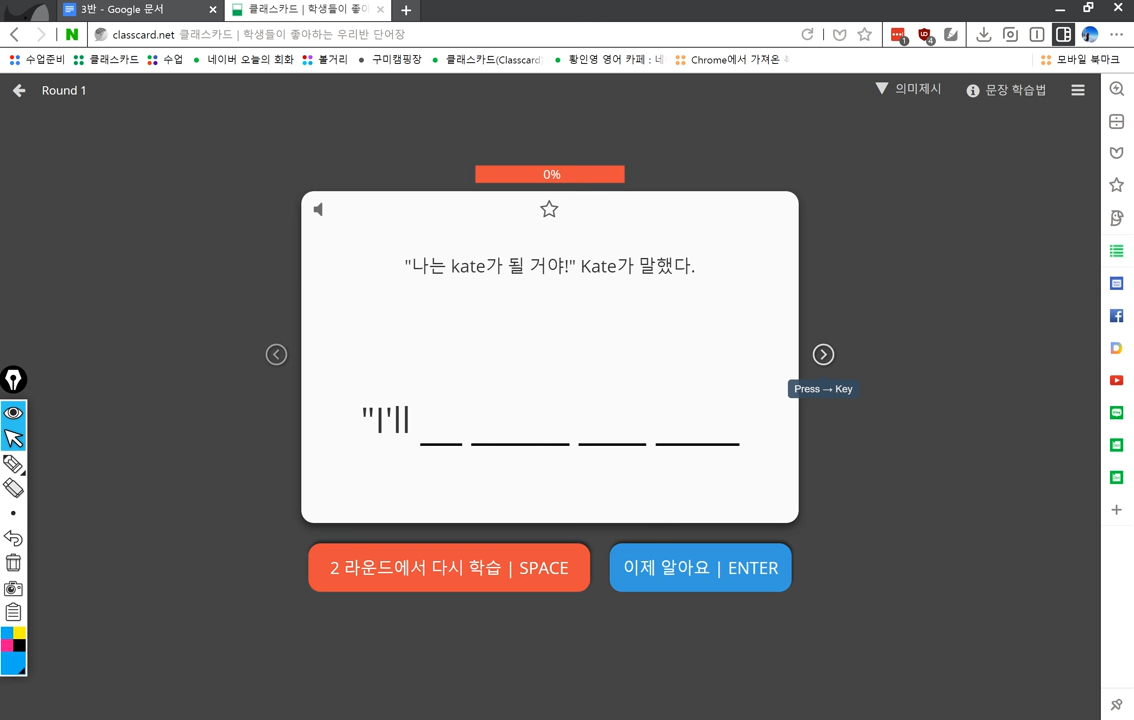 3반 - Google 문서
클래스카드 | 학생들이 좋아
classcard.net 클래스카드 | 학생들이 좋아하는 우리반 단어장
수업준비 클래스카드 수업 네이버 오늘의 회화 볼거리 구미캠핑장 클래스카드(Classcard) 황인영 영어 카페 : 네 Chrome에서 가져온 모바일 북마크
Round 1
의미제시 문장 학습법
0%
"나는 kate가 될 거야!" Kate가 말했다.
Press → Key
"I'll
2 라운드에서 다시 학습 | SPACE
이제 알아요 | ENTER